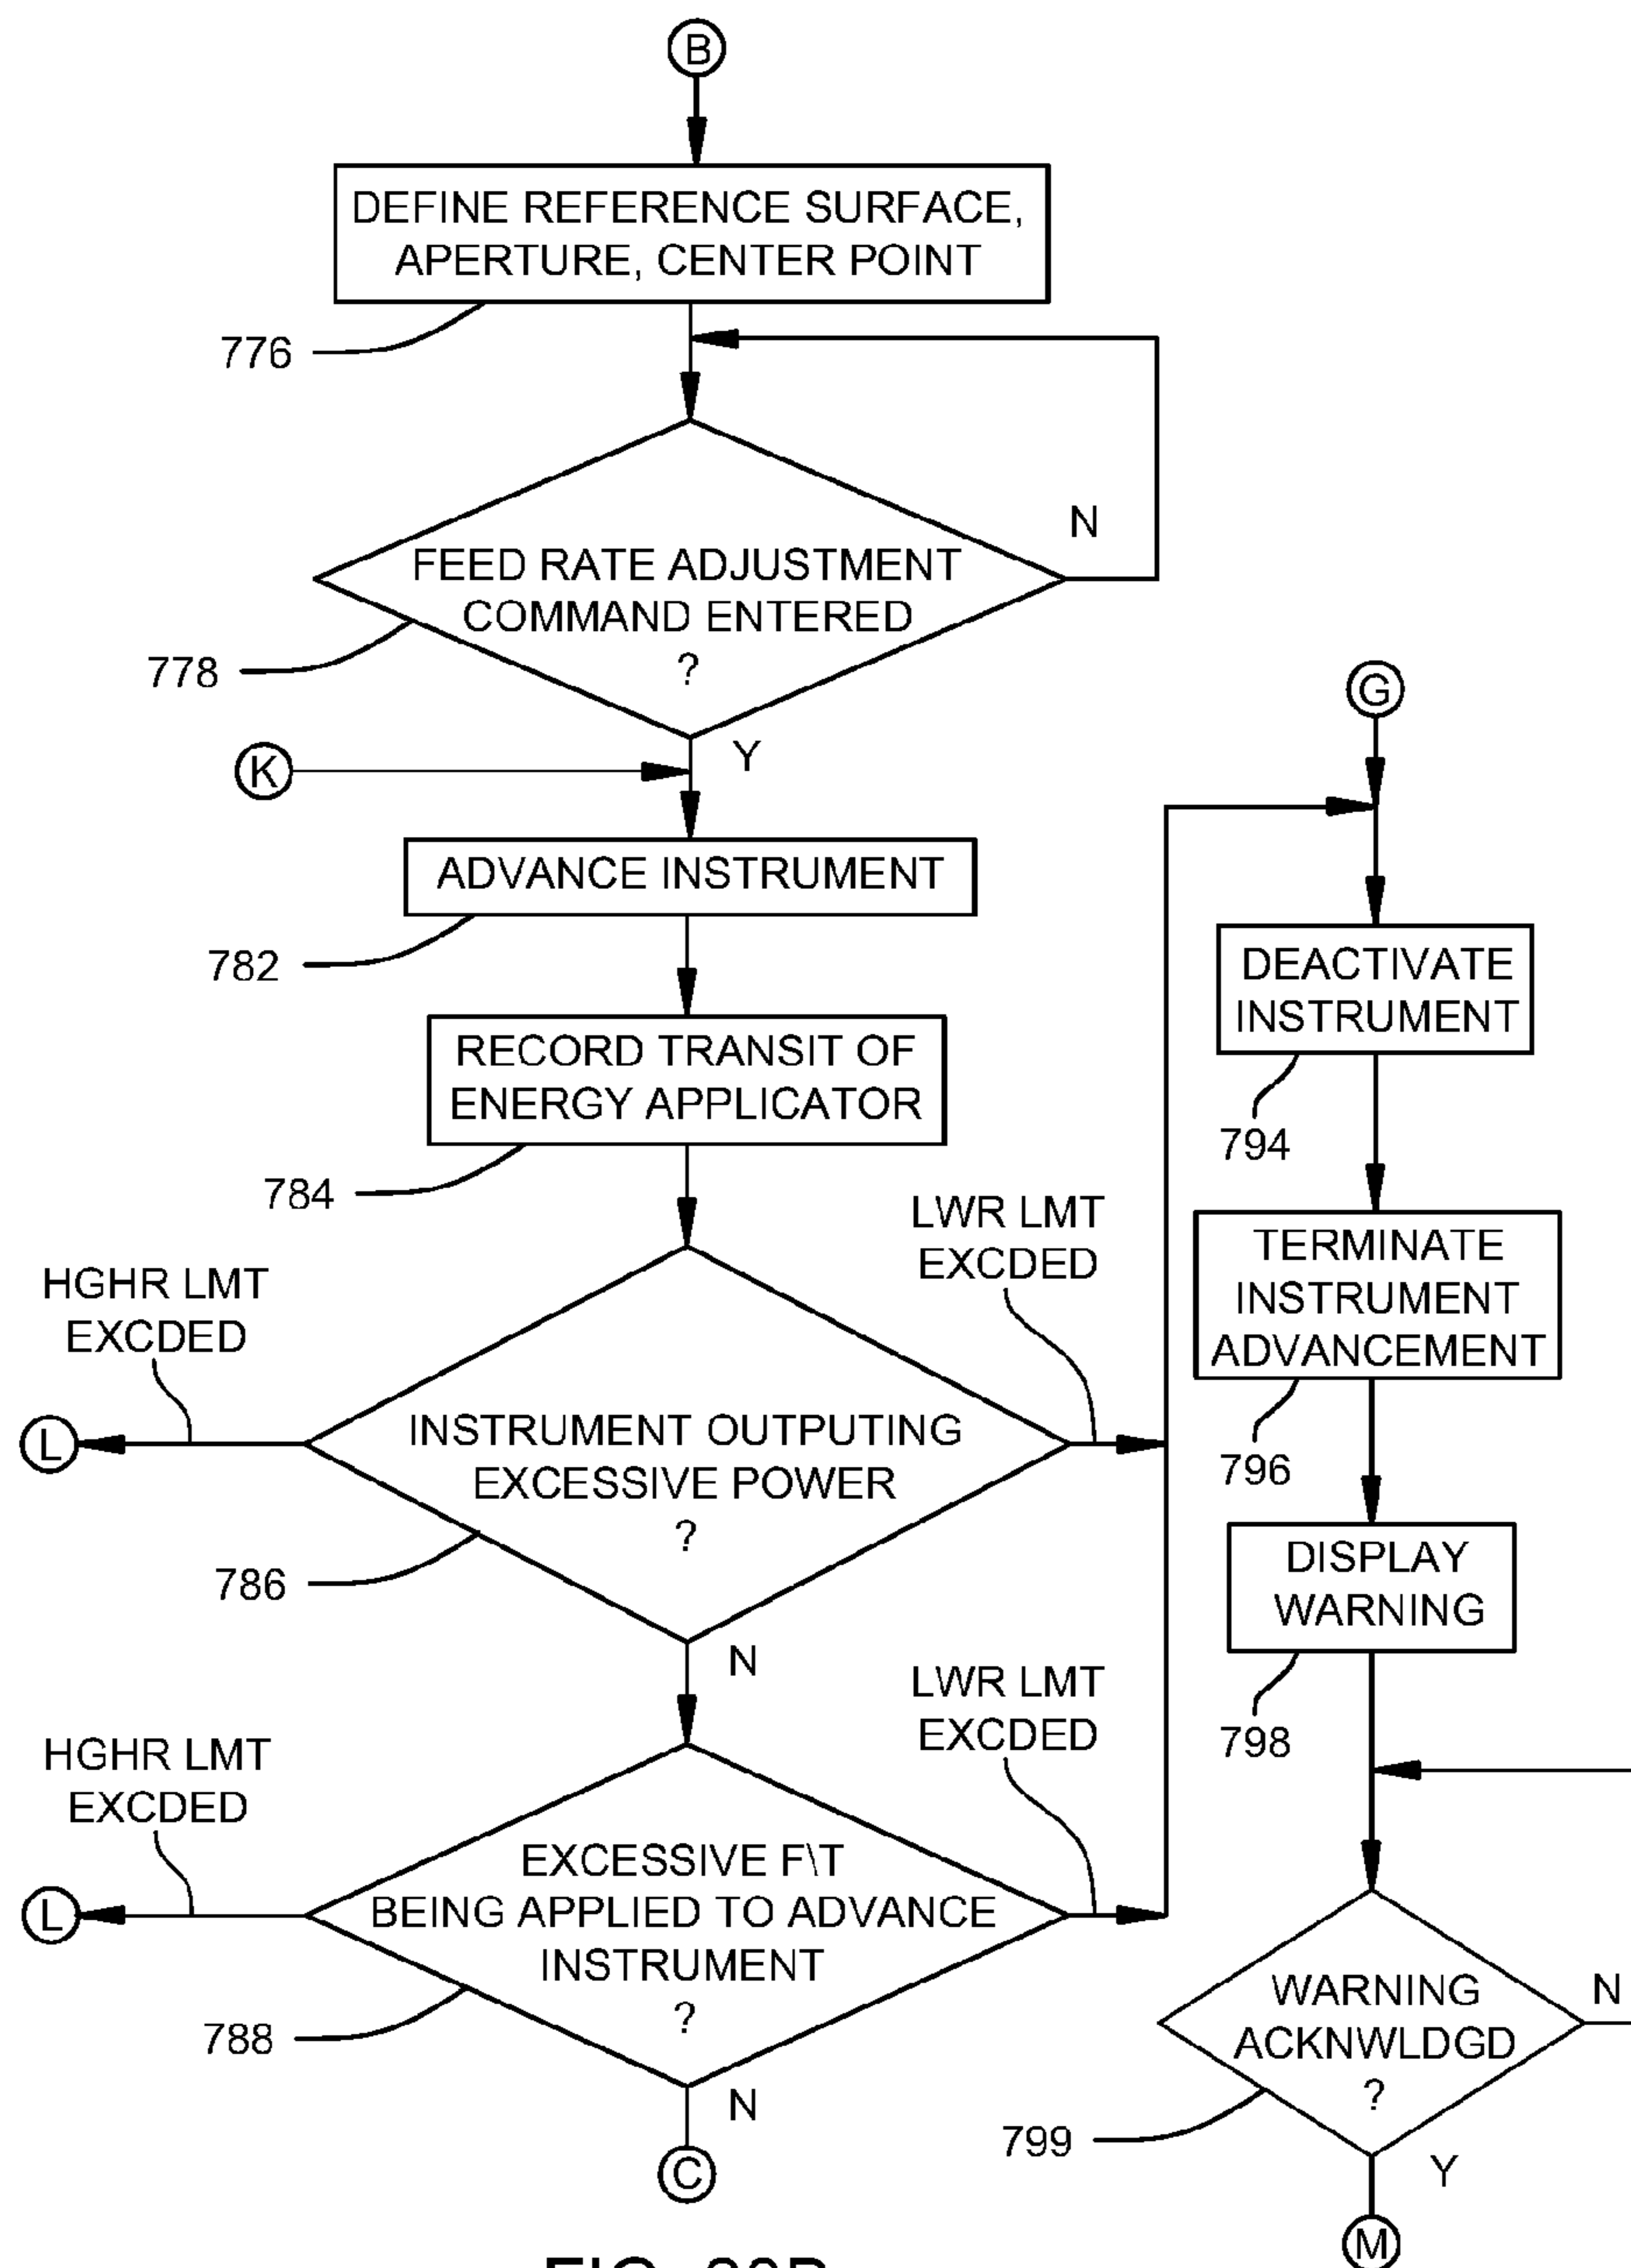 B
DEFINE REFERENCE SURFACE,
APERTURE, CENTER POINT
776
N
FEED RATE ADJUSTMENT
COMMAND ENTERED
?
778
Y
K
ADVANCE INSTRUMENT
782
RECORD TRANSIT OF
ENERGY APPLICATOR
784
LWR LMT
EXCDED
HGHR LMT
EXCDED
L
INSTRUMENT OUTPUTING
EXCESSIVE POWER
?
786
N
LWR LMT
EXCDED
HGHR LMT
EXCDED
L
EXCESSIVE F\T
BEING APPLIED TO ADVANCE
INSTRUMENT
?
788
N
C
G
DEACTIVATE
INSTRUMENT
794
TERMINATE
INSTRUMENT
ADVANCEMENT
796
DISPLAY
WARNING
798
WARNING
ACKNWLDGD
?
N
799
Y
M